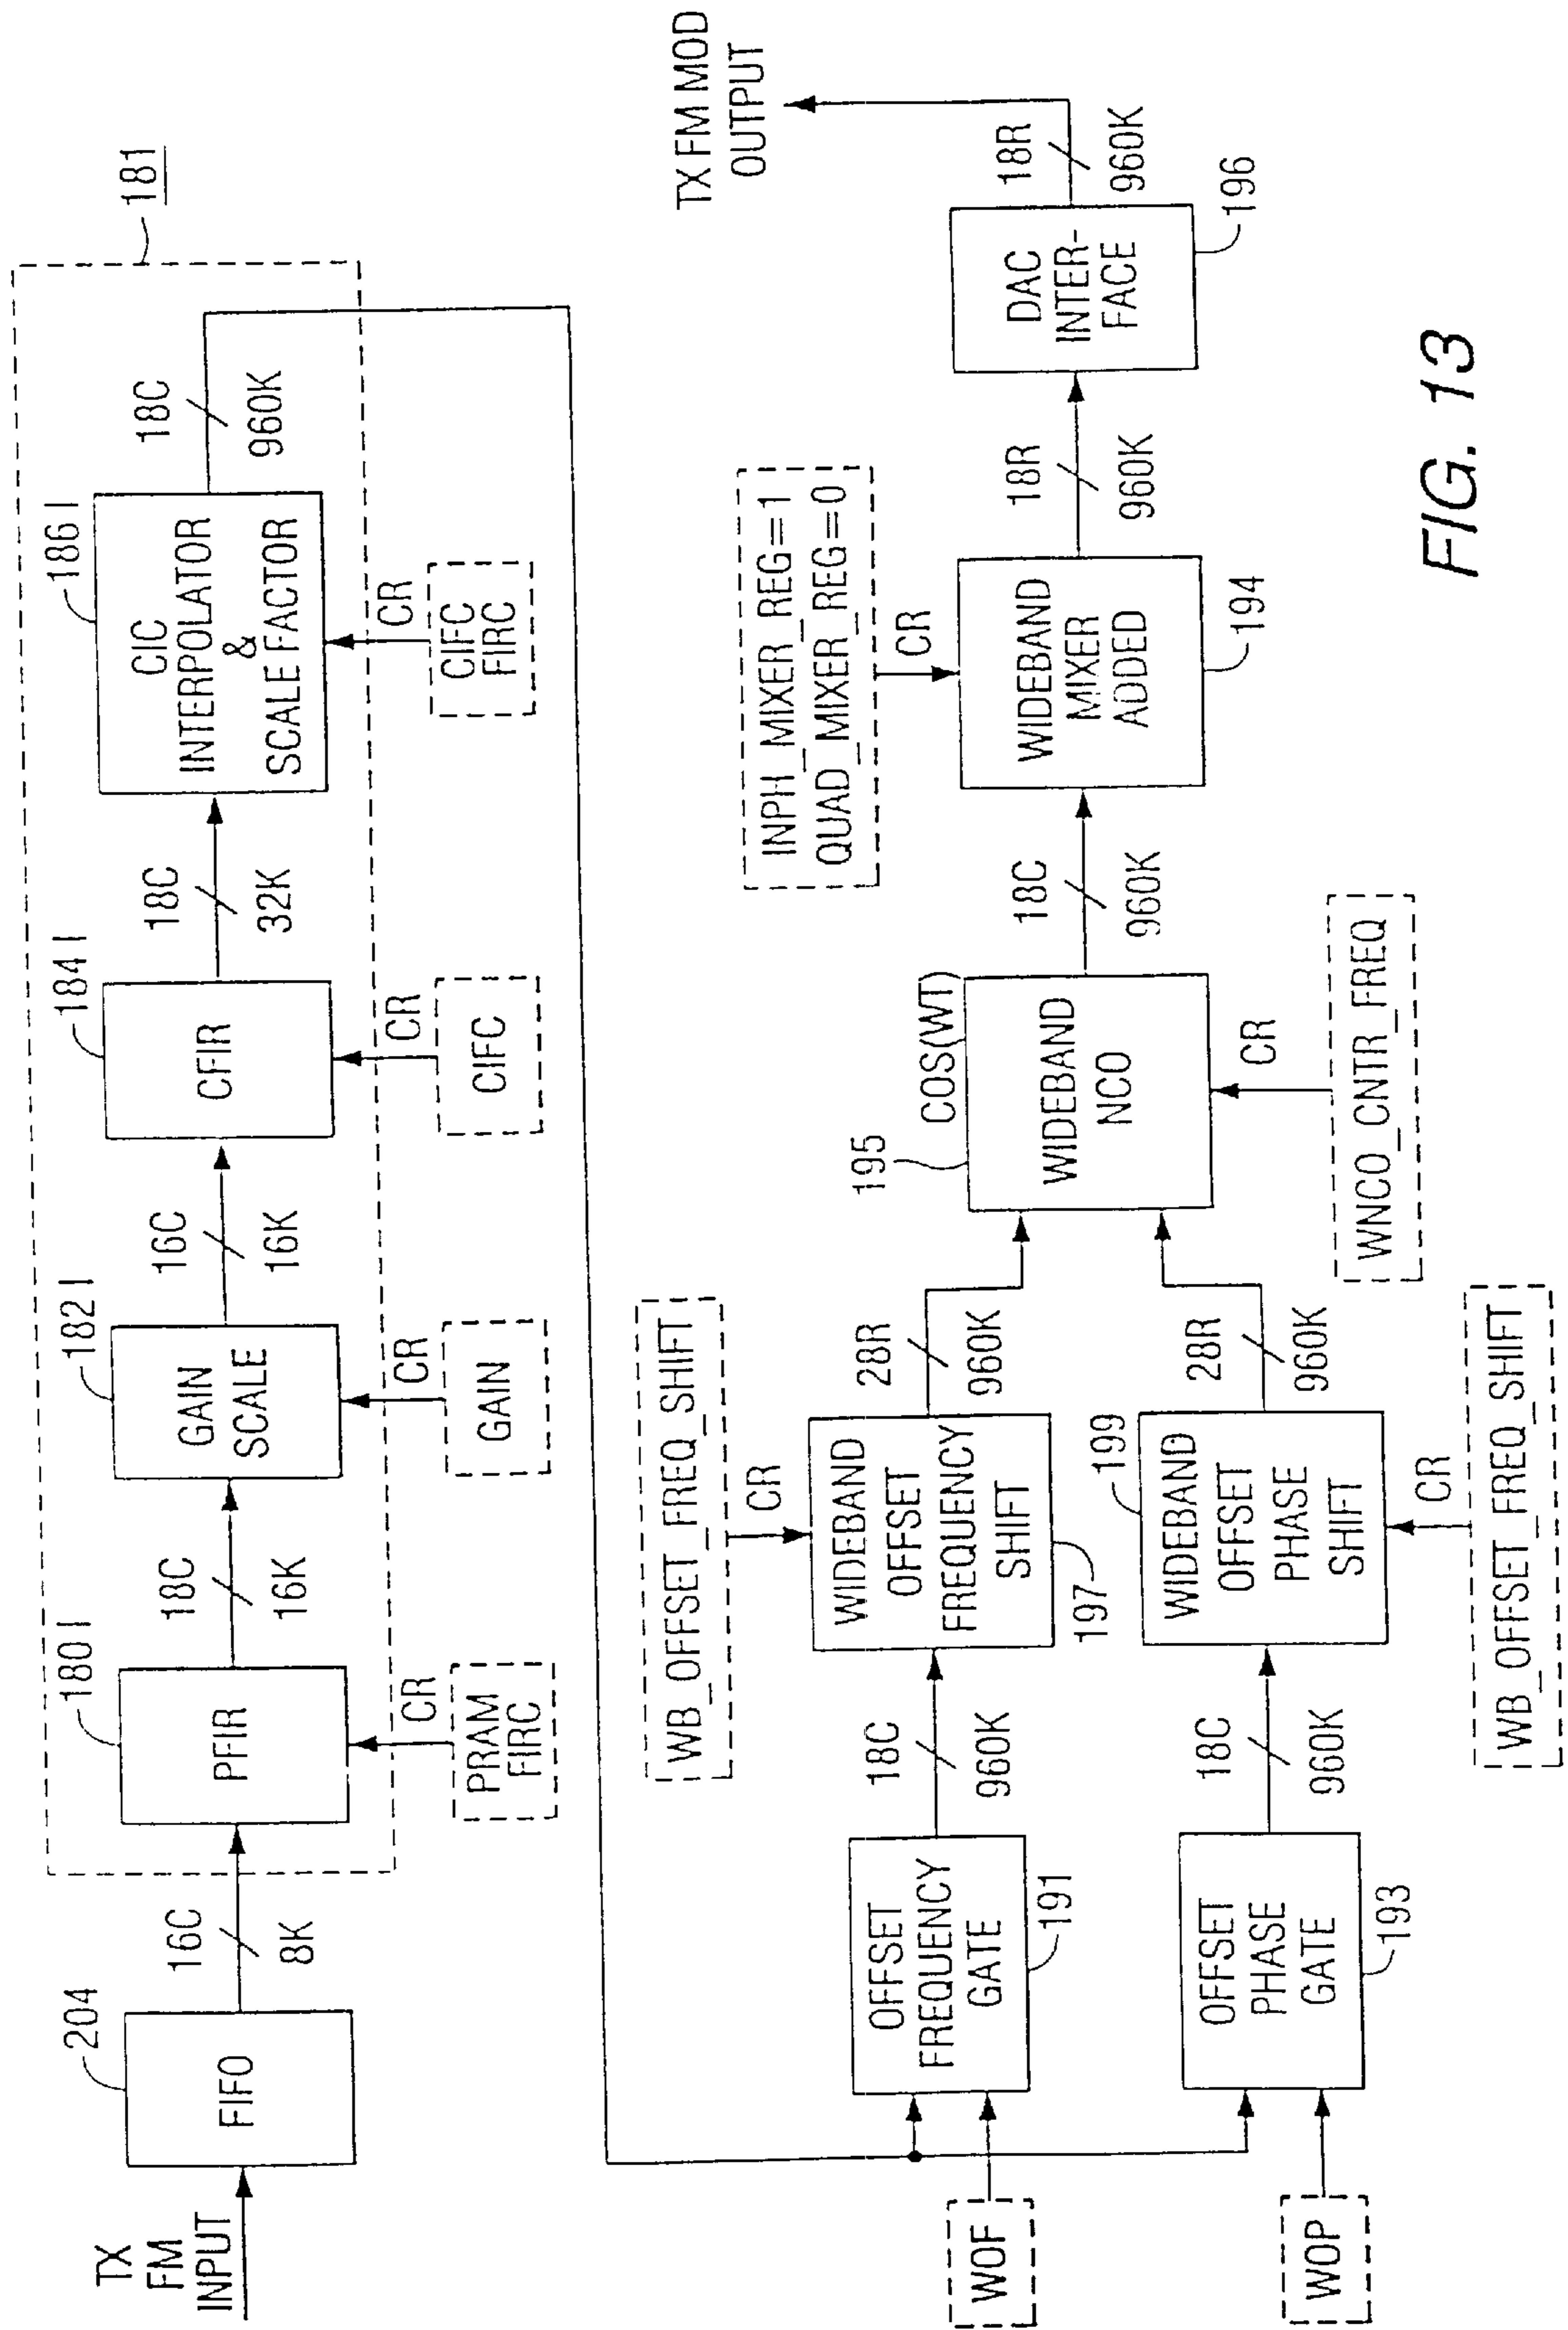 TX
FM
INPUT
204
FIFO
16C
8K
181
180 I
PFIR
CR
PRAM
FIRC
18C
16K
182 I
GAIN
SCALE
CR
GAIN
16C
16K
184 I
CFIR
CR
CIFC
18C
32K
186 I
CIC
INTERPOLATOR
&
SCALE FACTOR
CR
CIFC
FIRC
18C
960K
WOF
OFFSET
FREQUENCY
GATE
191
18C
960K
WB_OFFSET_FREQ_SHIFT
CR
WIDEBAND
OFFSET
FREQUENCY
SHIFT
197
28R
960K
WOP
OFFSET
PHASE
GATE
193
18C
960K
199
WIDEBAND
OFFSET
PHASE
SHIFT
CR
WB_OFFSET_FREQ_SHIFT
28R
960K
195
COS(WT)
WIDEBAND
NCO
CR
WNCO_CNTR_FREQ
18C
960K
INPH_MIXER_REG=1
QUAD_MIXER_REG=0
CR
WIDEBAND
MIXER
ADDED
194
18R
960K
DAC
INTER-
FACE
196
18R
960K
TX FM MOD
OUTPUT
FIG. 13